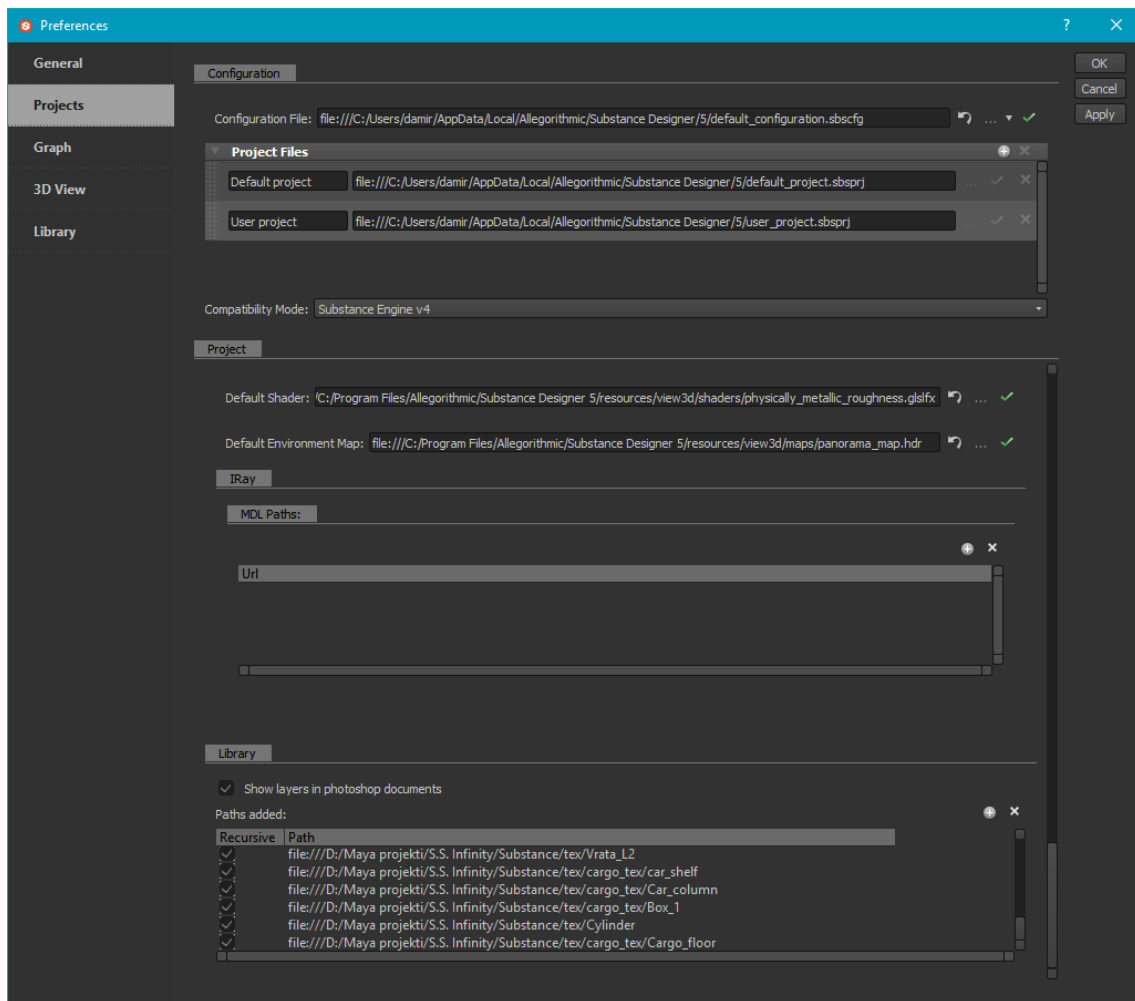 Preferences
?
General
Projects
Graph
3D View
Library
OK
Cancel
Apply
Configuration
Configuration File: file:///C:/Users/damir/AppData/Local/Allegorithmic/Substance Designer/5/default_configuration.sbscfg ...
Project Files
Default project file:///C:/Users/damir/AppData/Local/Allegorithmic/Substance Designer/5/default_project.sbsprj ...
User project file:///C:/Users/damir/AppData/Local/Allegorithmic/Substance Designer/5/user_project.sbsprj ...
Compatibility Mode: Substance Engine v4
Project
Default Shader: /C:/Program Files/Allegorithmic/Substance Designer 5/resources/view3d/shaders/physically_metallic_roughness.glslfx ...
Default Environment Map: file:///C:/Program Files/Allegorithmic/Substance Designer 5/resources/view3d/maps/panorama_map.hdr ...
IRay
MDL Paths:
Url
Library
Show layers in photoshop documents
Paths added:
Recursive Path
file:///D:/Maya projekti/S.S. Infinity/Substance/tex/Vrata_L2
file:///D:/Maya projekti/S.S. Infinity/Substance/tex/cargo_tex/car_shelf
file:///D:/Maya projekti/S.S. Infinity/Substance/tex/cargo_tex/Car_column
file:///D:/Maya projekti/S.S. Infinity/Substance/tex/cargo_tex/Box_1
file:///D:/Maya projekti/S.S. Infinity/Substance/tex/Cylinder
file:///D:/Maya projekti/S.S. Infinity/Substance/tex/cargo_tex/Cargo_floor